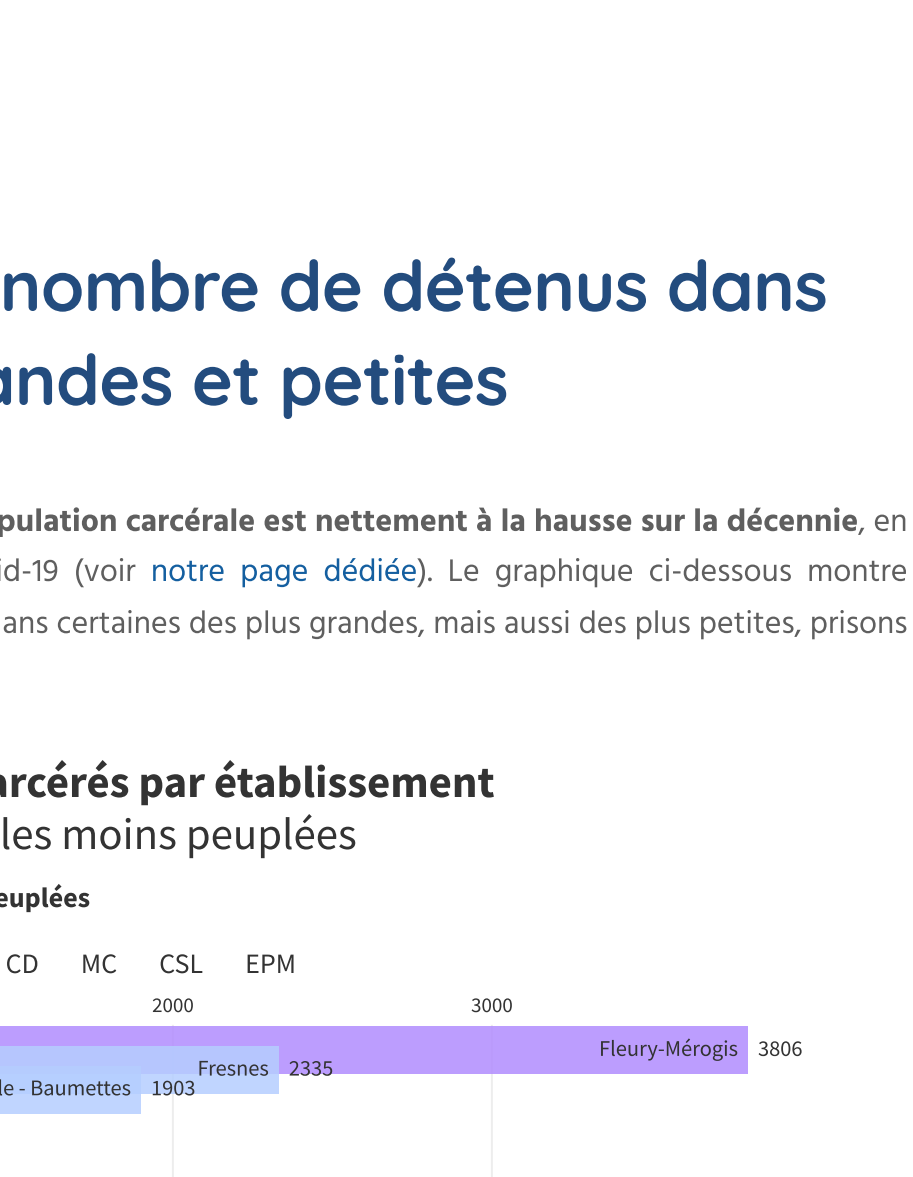 nombre de détenus dans
andes et petites
pulation carcérale est nettement à la hausse sur la décennie, en
id-19 (voir notre page dédiée). Le graphique ci-dessous montre
ans certaines des plus grandes, mais aussi des plus petites, prisons
arcérés par établissement
les moins peuplées
euplées
CD MC CSL EPM
2000 3000
Fleury-Mérogis 3806
Fresnes 2335
le - Baumettes 1903